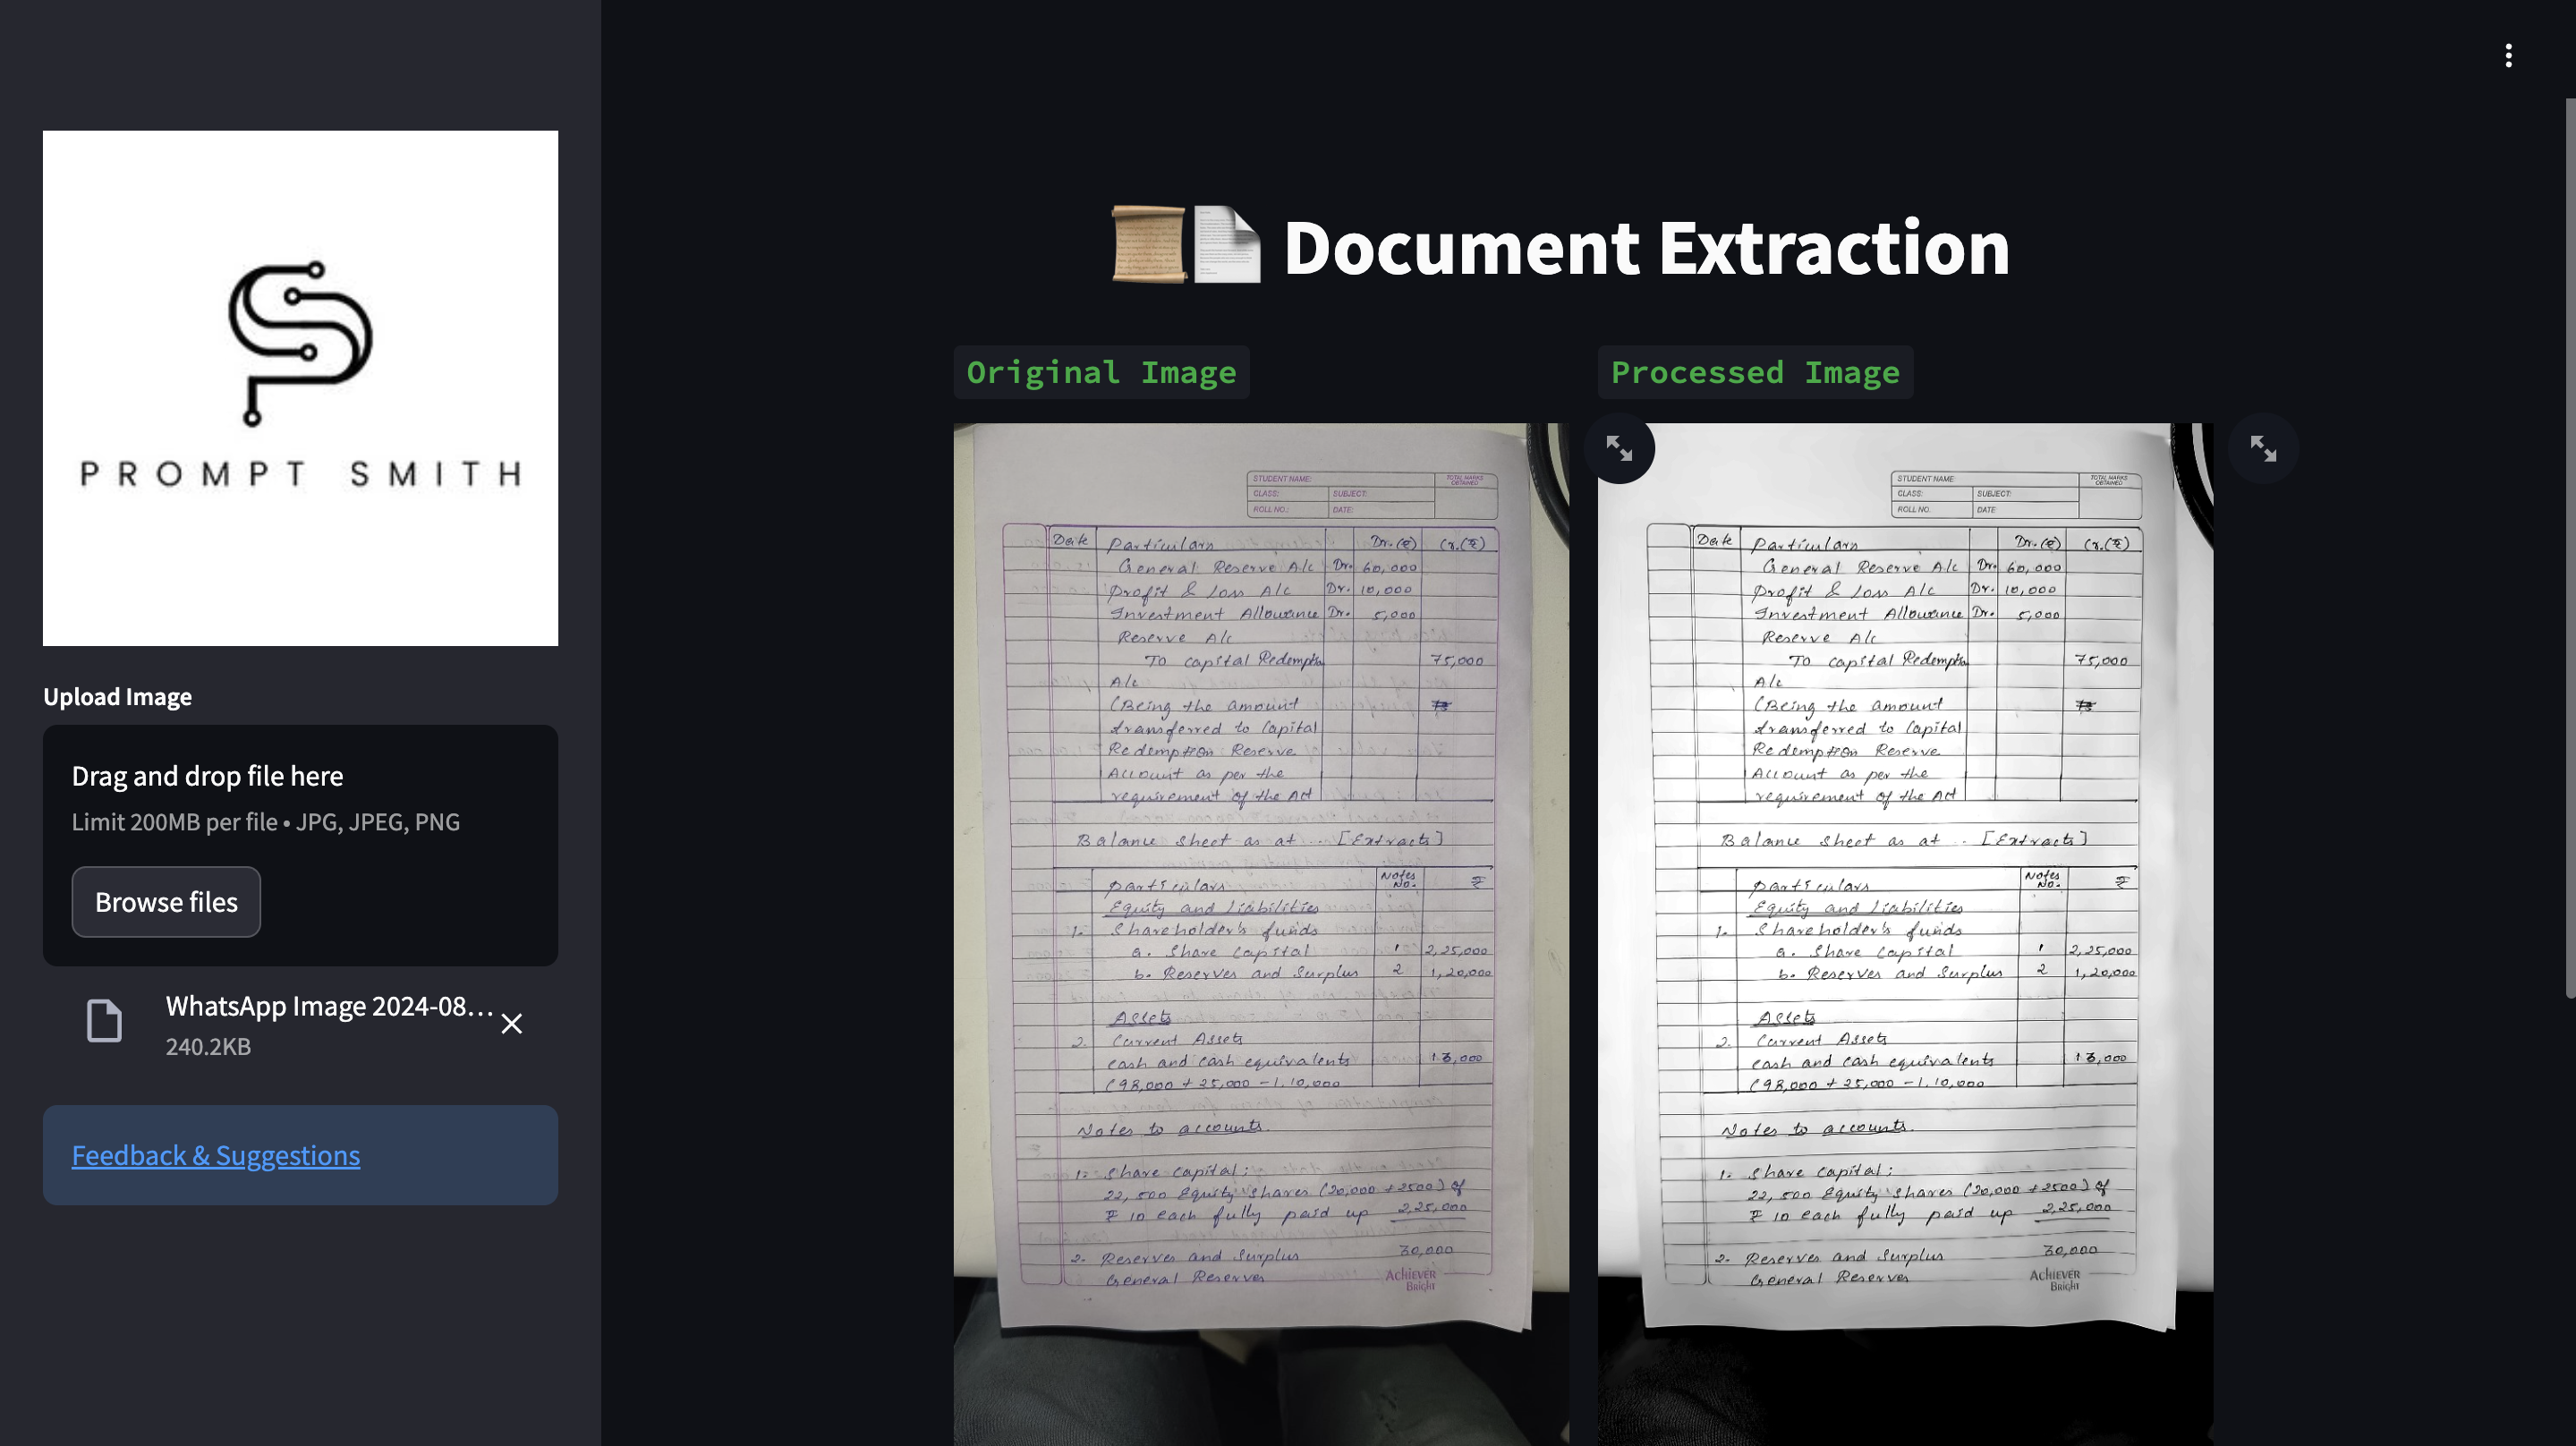 PROMPT SMITH
Upload Image
Drag and drop file here
Limit 200MB per file • JPG, JPEG, PNG
Browse files
WhatsApp Image 2024-08...
240.2KB
Feedback & Suggestions
Document Extraction
Original Image
STUDENT NAME:
TOTAL MARKS OBTAINED
CLASS: SUBJECT:
ROLL NO.: DATE:
Date Particulars Dr.(₹) Cr.(₹)
General Reserve A/c Dr. 60,000
Profit & Loss A/c Dr. 10,000
Investment Allowance Dr. 5,000
Reserve A/c
To capital Redemptn 75,000
A/c
(Being the amount
transferred to Capital
Redemption Reserve
Account as per the
requirement of the Act
Balance sheet as at .. [Extracts]
Particulars Notes No. ₹
Equity and Liabilities
1. Shareholder's funds
a. Share Capital 1 2,25,000
b. Reserves and Surplus 2 1,20,000
Assets
2. Current Assets
cash and cash equivalents 13,000
(98,000 + 25,000 - 1,10,000
Notes to accounts.
1. Share capital:
22,500 Equity shares (20,000 + 2500) of
₹ 10 each fully paid up 2,25,000
2. Reserves and Surplus 30,000
General Reserves
Achiever
Bright
Processed Image
STUDENT NAME:
TOTAL MARKS OBTAINED
CLASS: SUBJECT:
ROLL NO. DATE
Date Particulars Dr.(₹) Cr.(₹)
General Reserve A/c Dr. 60,000
Profit & Loss A/c Dr. 10,000
Investment Allowance Dr. 5,000
Reserve A/c
To capital Redemptn 75,000
A/c
(Being the amount
transferred to Capital
Redemption Reserve
Account as per the
requirement of the Act
Balance sheet as at .. [Extracts]
Particulars Notes No. ₹
Equity and Liabilities
1. Shareholder's funds
a. Share Capital 1 2,25,000
b. Reserves and Surplus 2 1,20,000
Assets
2. Current Assets
cash and cash equivalents 13,000
(98,000 + 25,000 - 1,10,000
Notes to accounts.
1. Share capital:
22,500 Equity shares (20,000 + 2500) of
₹ 10 each fully paid up 2,25,000
2. Reserves and Surplus 30,000
General Reserves
Achiever
Bright